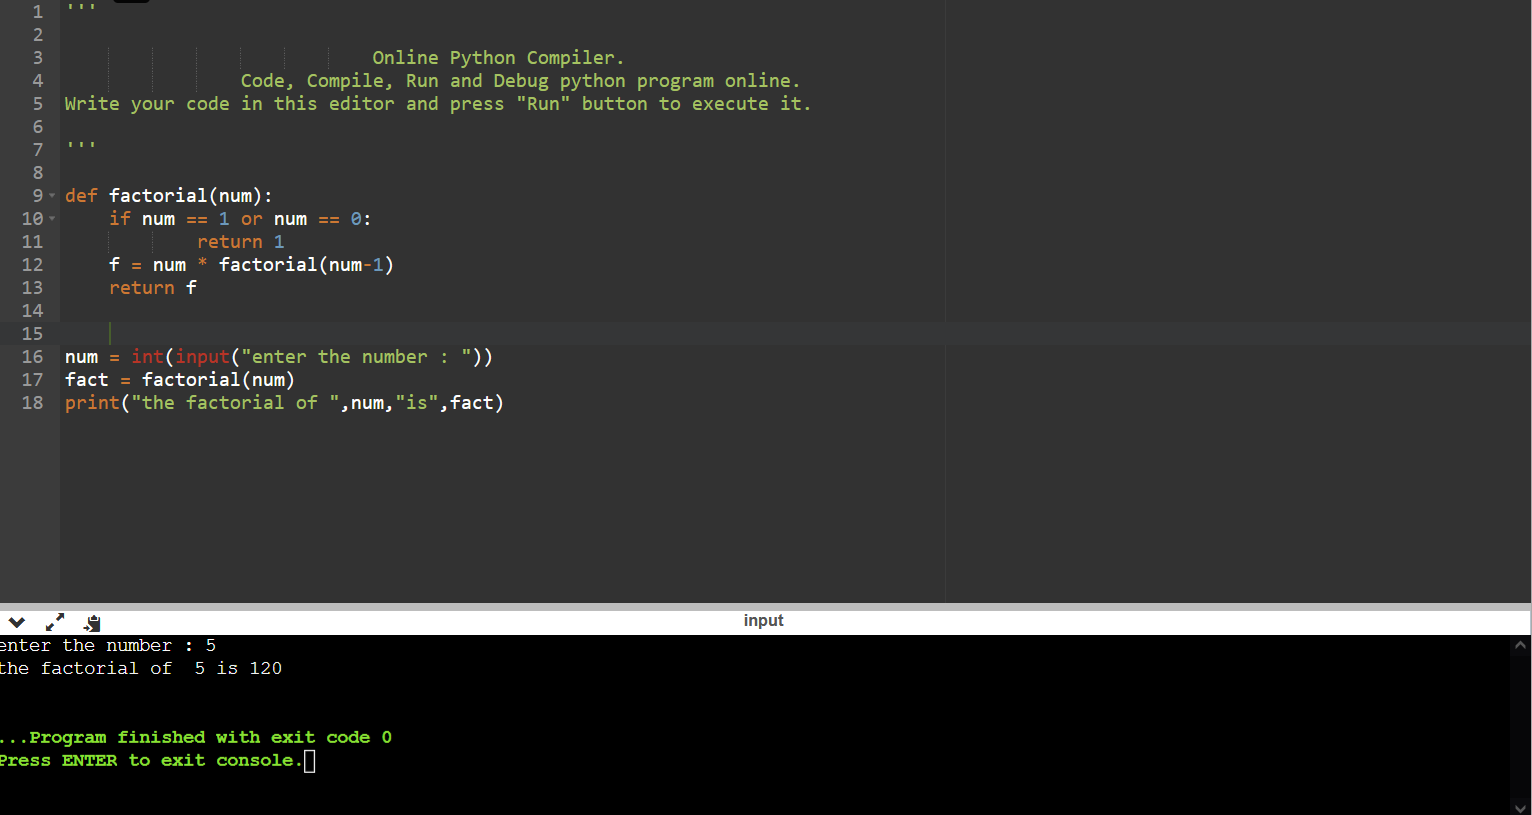 1 '''
2
3 Online Python Compiler.
4 Code, Compile, Run and Debug python program online.
5 Write your code in this editor and press "Run" button to execute it.
6
7 '''
8
9 def factorial(num):
10 if num == 1 or num == 0:
11 return 1
12 f = num * factorial(num-1)
13 return f
14
15
16 num = int(input("enter the number : "))
17 fact = factorial(num)
18 print("the factorial of ",num,"is",fact)
input
enter the number : 5
the factorial of  5 is 120
...Program finished with exit code 0
Press ENTER to exit console.